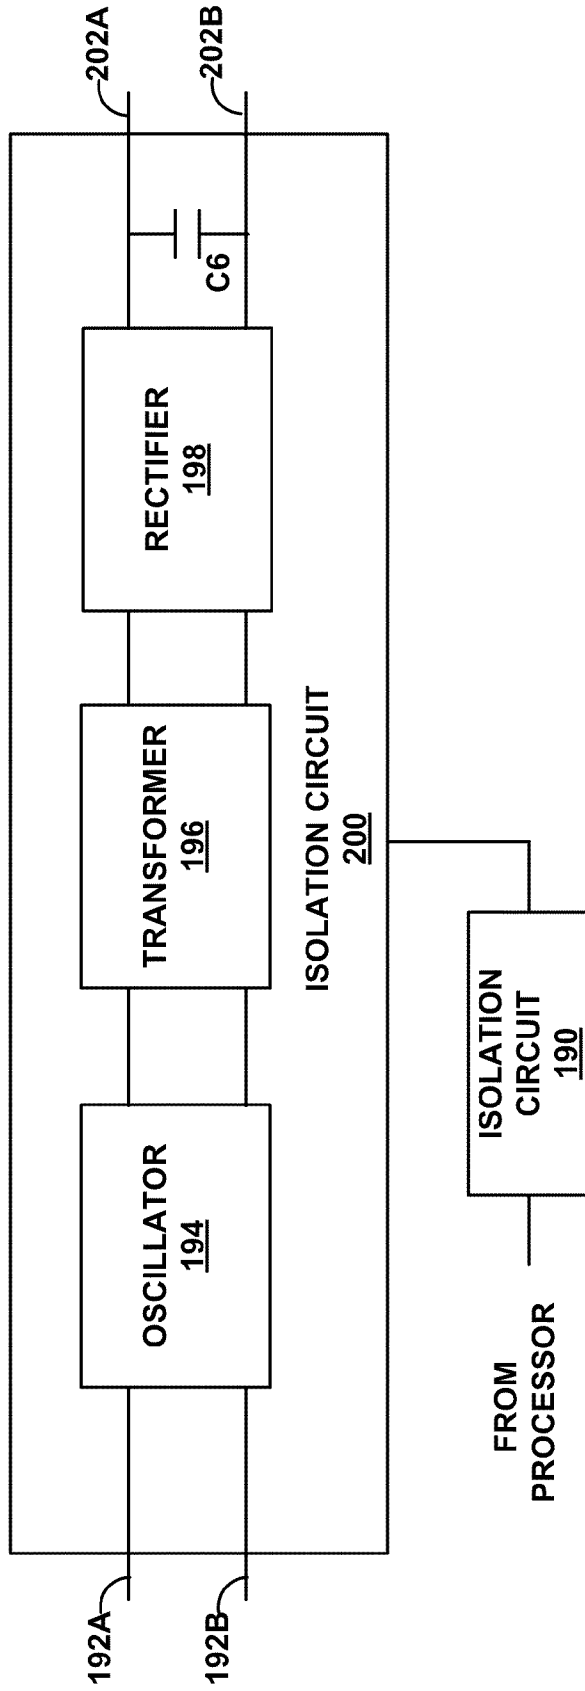 192A
192B
OSCILLATOR
194
TRANSFORMER
196
RECTIFIER
198
C6
202A
202B
ISOLATION CIRCUIT
200
FROM
PROCESSOR
ISOLATION
CIRCUIT
190